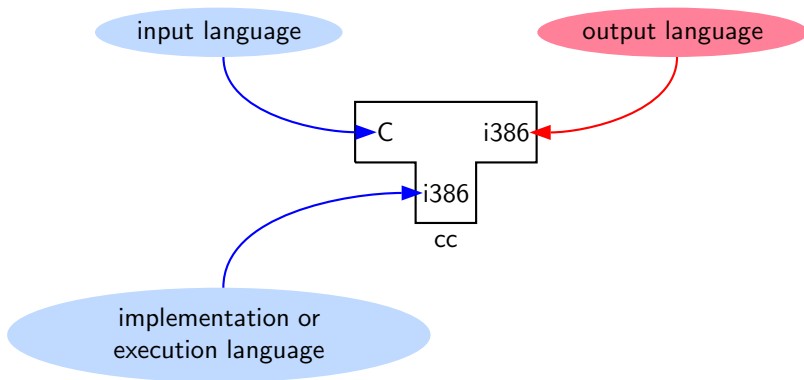 input language
output language
C
i386
i386
cc
implementation or
execution language